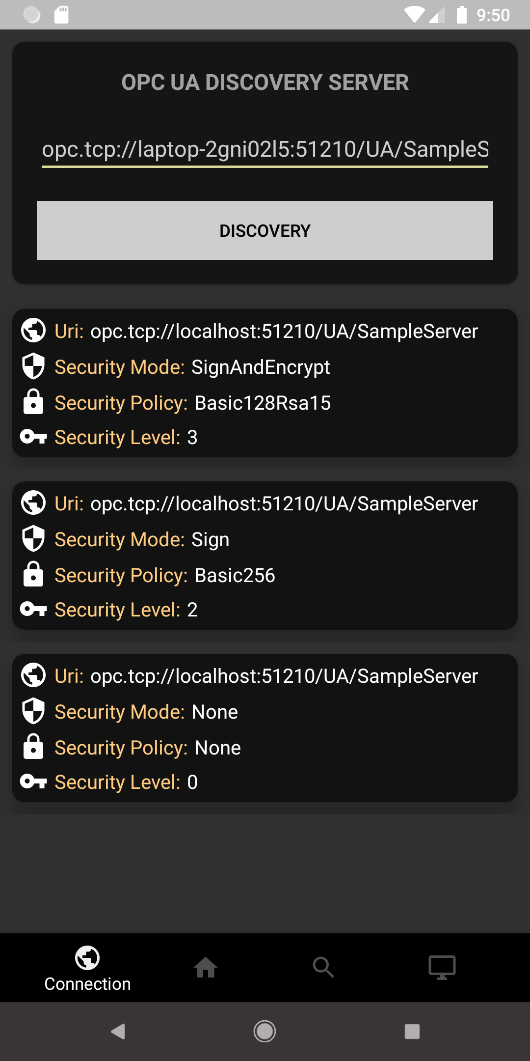 9:50
OPC UA DISCOVERY SERVER
opc.tcp://laptop-2gni02l5:51210/UA/SampleS
DISCOVERY
Uri: opc.tcp://localhost:51210/UA/SampleServer
Security Mode: SignAndEncrypt
Security Policy: Basic128Rsa15
Security Level: 3
Uri: opc.tcp://localhost:51210/UA/SampleServer
Security Mode: Sign
Security Policy: Basic256
Security Level: 2
Uri: opc.tcp://localhost:51210/UA/SampleServer
Security Mode: None
Security Policy: None
Security Level: 0
Connection